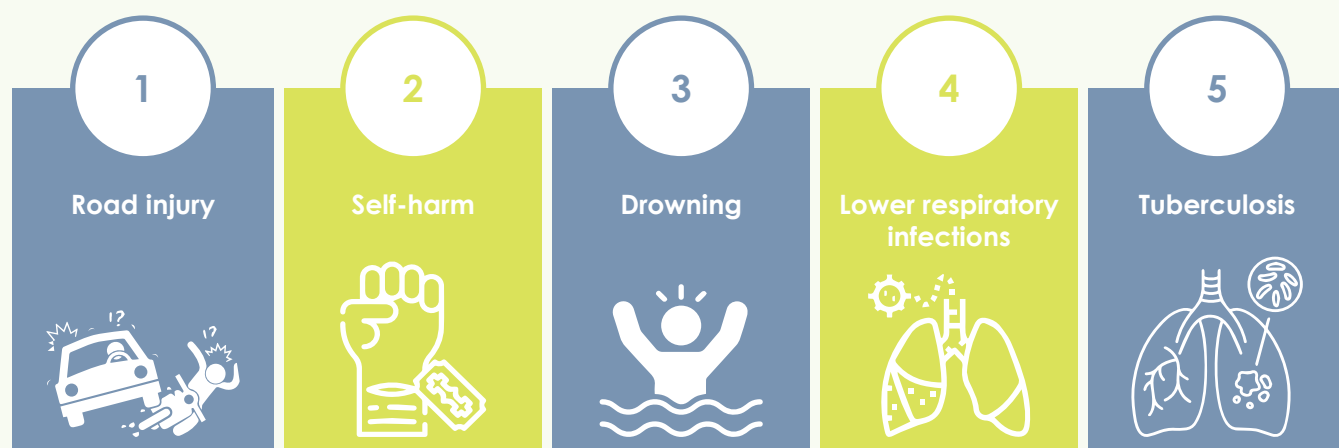 1
Road injury
!?
!?
2
Self-harm
3
Drowning
4
Lower respiratory
infections
5
Tuberculosis